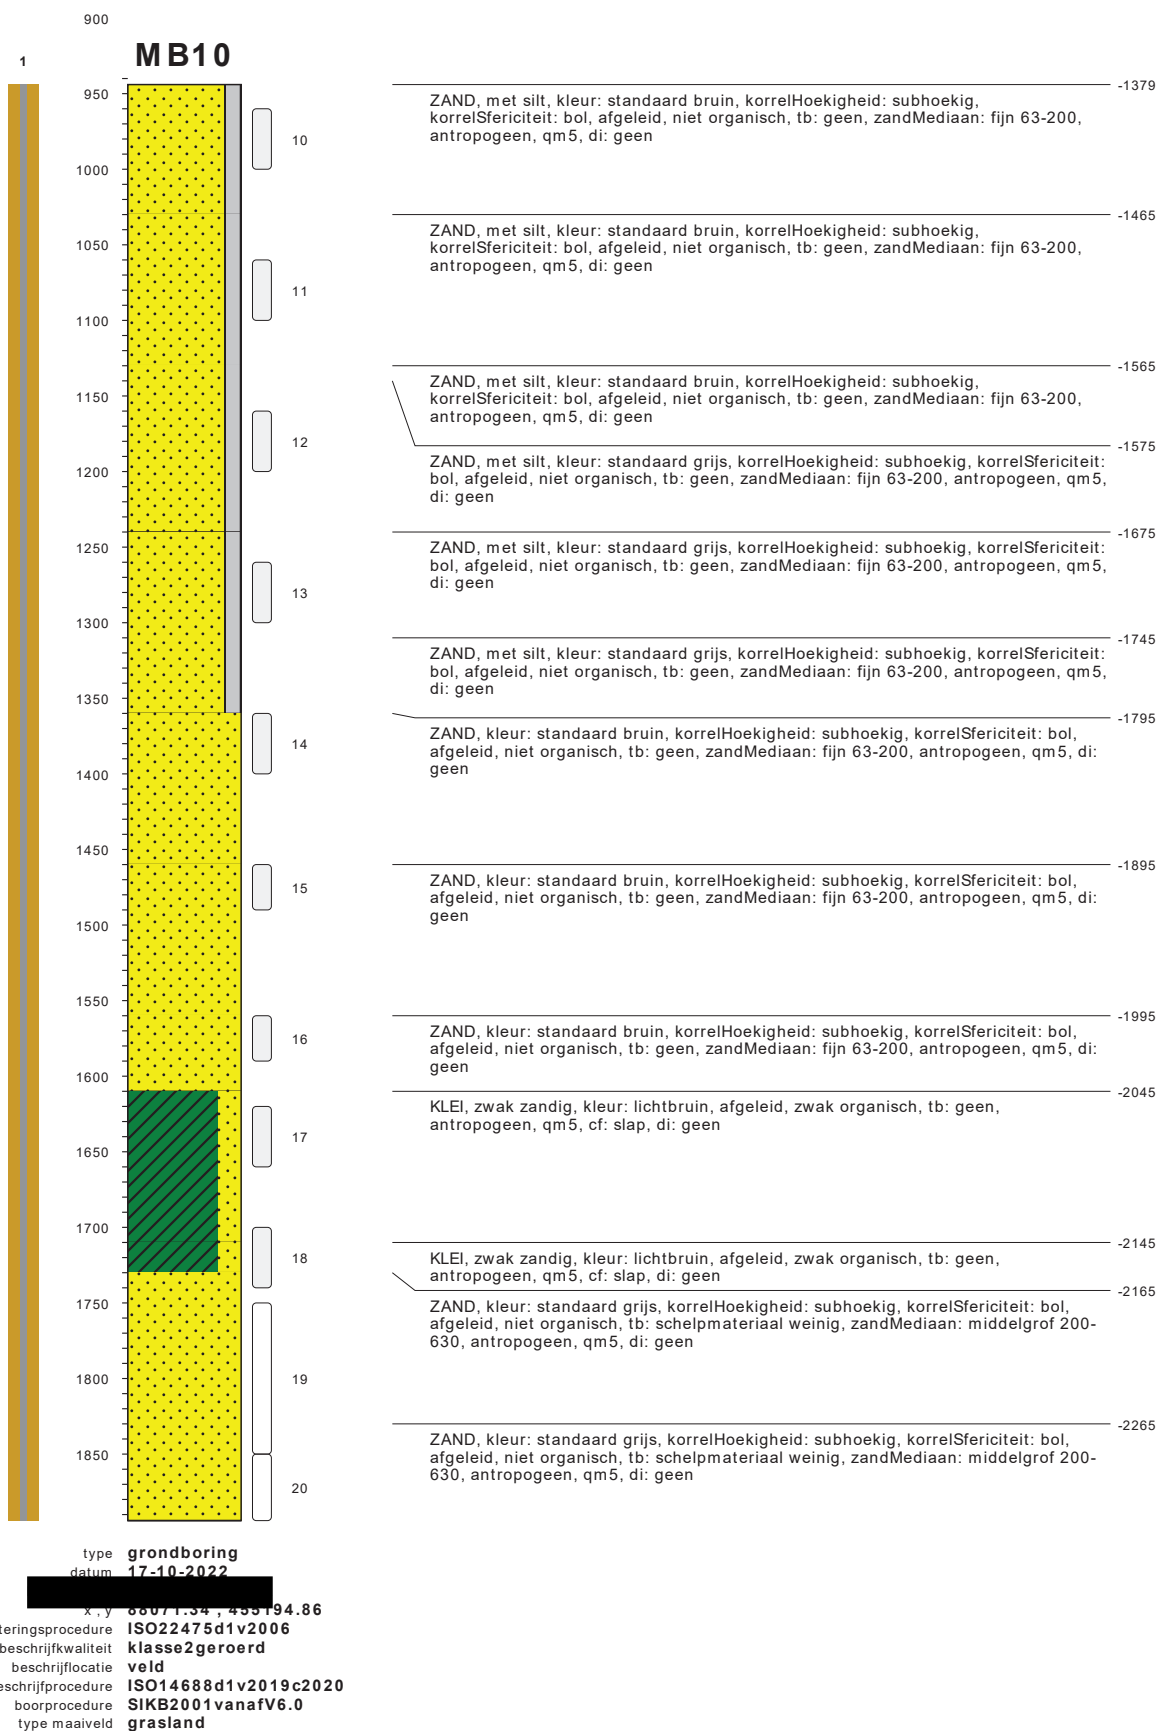 900
1
MB10
950
1000
1050
1100
1150
1200
1250
1300
1350
1400
1450
1500
1550
1600
1650
1700
1750
1800
1850
10
11
12
13
14
15
16
17
18
19
20
-1379
ZAND, met silt, kleur: standaard bruin, korrelHoekigheid: subhoekig,
korrelSfericiteit: bol, afgeleid, niet organisch, tb: geen, zandMediaan: fijn 63-200,
antropogeen, qm5, di: geen
-1465
ZAND, met silt, kleur: standaard bruin, korrelHoekigheid: subhoekig,
korrelSfericiteit: bol, afgeleid, niet organisch, tb: geen, zandMediaan: fijn 63-200,
antropogeen, qm5, di: geen
-1565
ZAND, met silt, kleur: standaard bruin, korrelHoekigheid: subhoekig,
korrelSfericiteit: bol, afgeleid, niet organisch, tb: geen, zandMediaan: fijn 63-200,
antropogeen, qm5, di: geen
-1575
ZAND, met silt, kleur: standaard grijs, korrelHoekigheid: subhoekig, korrelSfericiteit:
bol, afgeleid, niet organisch, tb: geen, zandMediaan: fijn 63-200, antropogeen, qm5,
di: geen
-1675
ZAND, met silt, kleur: standaard grijs, korrelHoekigheid: subhoekig, korrelSfericiteit:
bol, afgeleid, niet organisch, tb: geen, zandMediaan: fijn 63-200, antropogeen, qm5,
di: geen
-1745
ZAND, met silt, kleur: standaard grijs, korrelHoekigheid: subhoekig, korrelSfericiteit:
bol, afgeleid, niet organisch, tb: geen, zandMediaan: fijn 63-200, antropogeen, qm5,
di: geen
-1795
ZAND, kleur: standaard bruin, korrelHoekigheid: subhoekig, korrelSfericiteit: bol,
afgeleid, niet organisch, tb: geen, zandMediaan: fijn 63-200, antropogeen, qm5, di:
geen
-1895
ZAND, kleur: standaard bruin, korrelHoekigheid: subhoekig, korrelSfericiteit: bol,
afgeleid, niet organisch, tb: geen, zandMediaan: fijn 63-200, antropogeen, qm5, di:
geen
-1995
ZAND, kleur: standaard bruin, korrelHoekigheid: subhoekig, korrelSfericiteit: bol,
afgeleid, niet organisch, tb: geen, zandMediaan: fijn 63-200, antropogeen, qm5, di:
geen
-2045
KLEI, zwak zandig, kleur: lichtbruin, afgeleid, zwak organisch, tb: geen,
antropogeen, qm5, cf: slap, di: geen
-2145
KLEI, zwak zandig, kleur: lichtbruin, afgeleid, zwak organisch, tb: geen,
antropogeen, qm5, cf: slap, di: geen
-2165
ZAND, kleur: standaard grijs, korrelHoekigheid: subhoekig, korrelSfericiteit: bol,
afgeleid, niet organisch, tb: schelpmateriaal weinig, zandMediaan: middelgrof 200-
630, antropogeen, qm5, di: geen
-2265
ZAND, kleur: standaard grijs, korrelHoekigheid: subhoekig, korrelSfericiteit: bol,
afgeleid, niet organisch, tb: schelpmateriaal weinig, zandMediaan: middelgrof 200-
630, antropogeen, qm5, di: geen
type grondboring
datum 17-10-2022
x, y 88071.34 , 455194.86
teringsprocedure ISO22475d1v2006
beschrijfkwaliteit klasse2geroerd
beschrijflocatie veld
eschrijfprocedure ISO14688d1v2019c2020
boorprocedure SIKB2001vanafV6.0
type maaiveld grasland